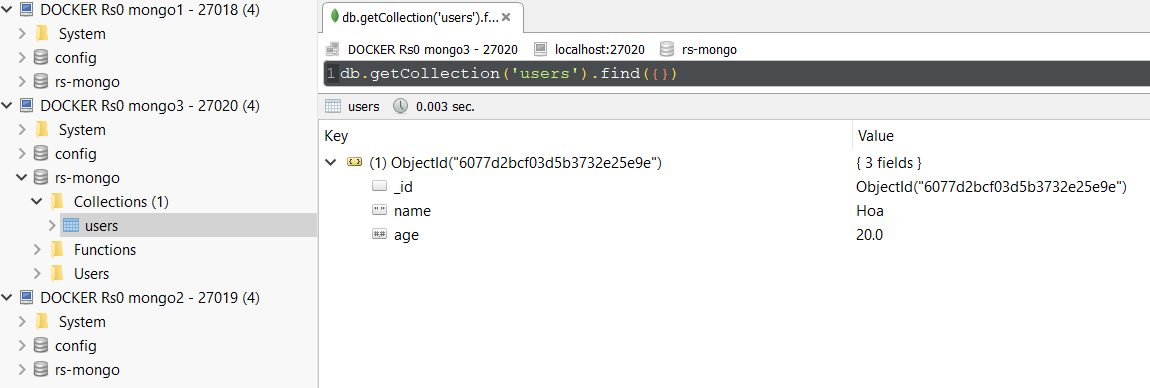 DOCKER Rs0 mongo1 - 27018 (4)
System
config
rs-mongo
DOCKER Rs0 mongo3 - 27020 (4)
System
config
rs-mongo
Collections (1)
users
Functions
Users
DOCKER Rs0 mongo2 - 27019 (4)
System
config
rs-mongo
db.getCollection('users').f...
DOCKER Rs0 mongo3 - 27020 localhost:27020 rs-mongo
1 db.getCollection('users').find({})
users 0.003 sec.
Key Value
(1) ObjectId("6077d2bcf03d5b3732e25e9e") { 3 fields }
_id ObjectId("6077d2bcf03d5b3732e25e9e")
name Hoa
age 20.0